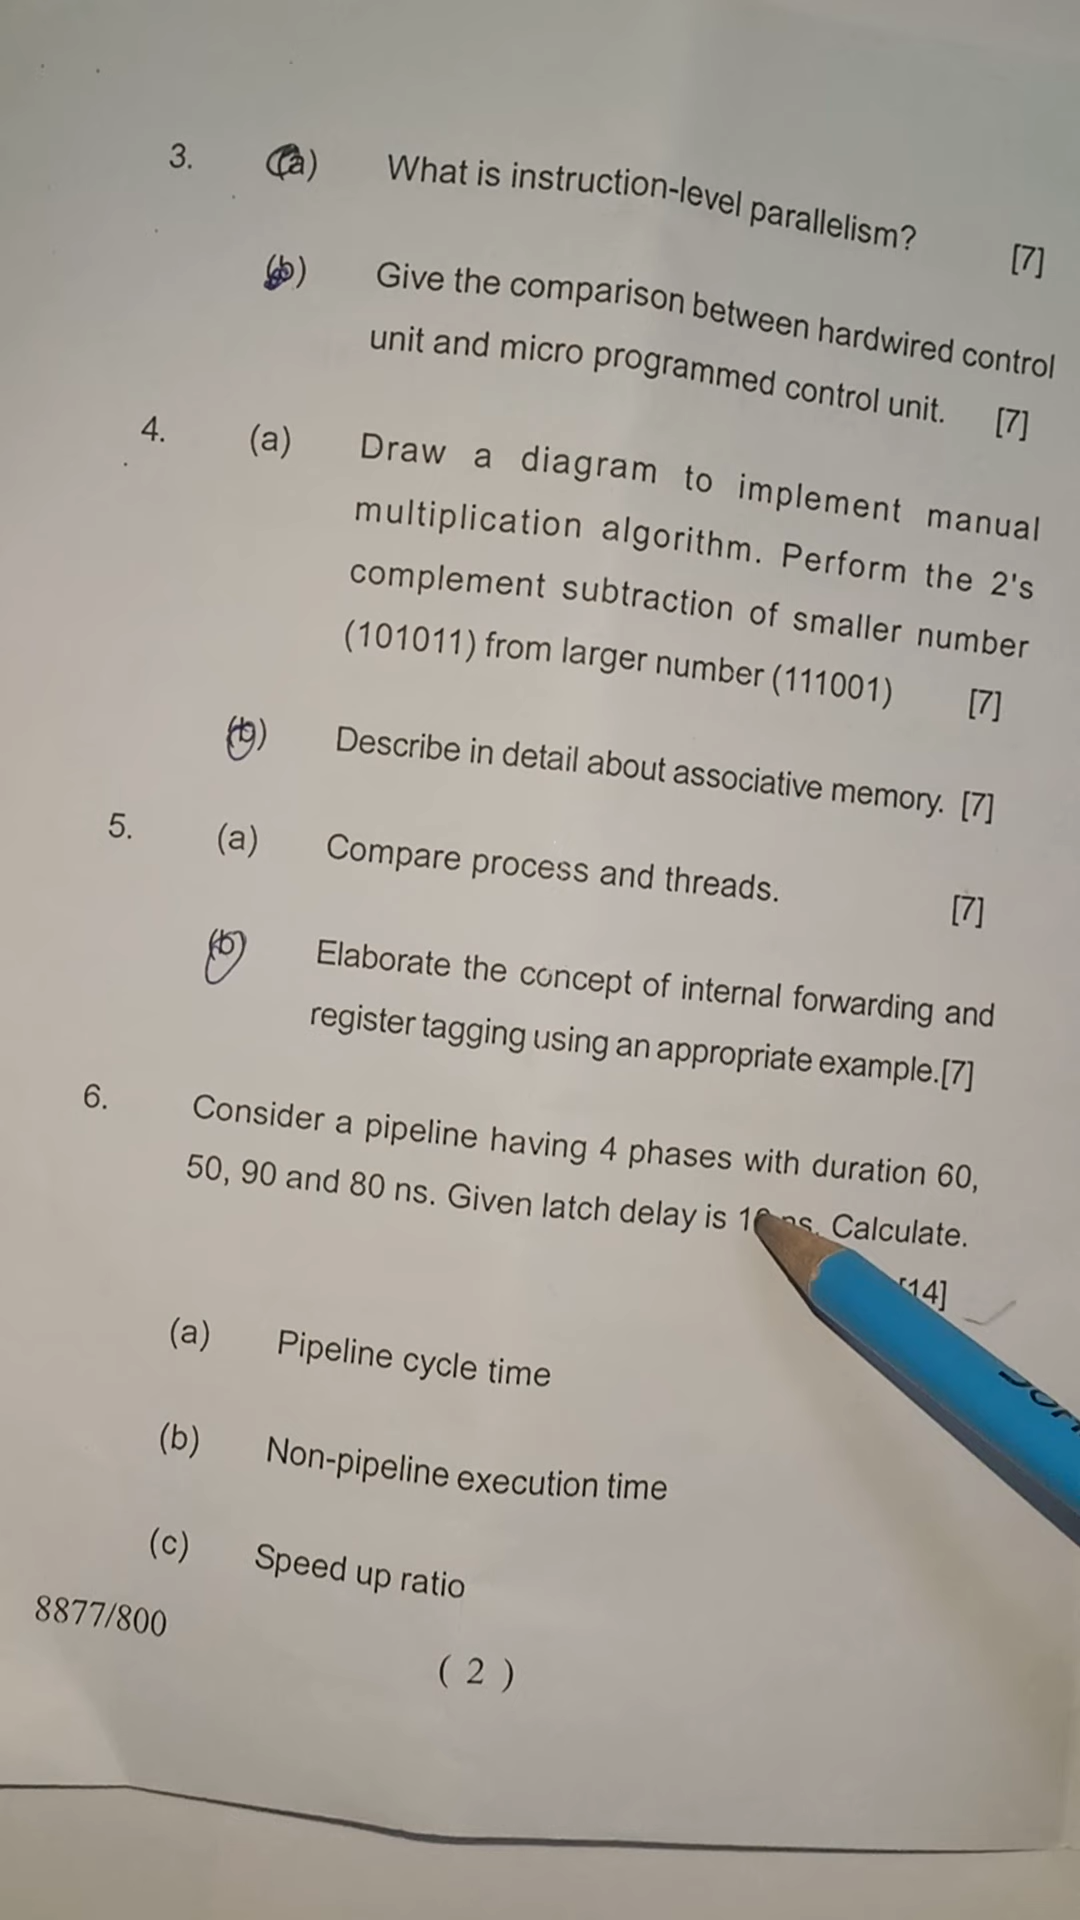 3. (a) What is instruction-level parallelism? [7]
(b) Give the comparison between hardwired control
unit and micro programmed control unit. [7]
4. (a) Draw a diagram to implement manual
multiplication algorithm. Perform the 2's
complement subtraction of smaller number
(101011) from larger number (111001) [7]
(b) Describe in detail about associative memory. [7]
5. (a) Compare process and threads. [7]
(b) Elaborate the concept of internal forwarding and
register tagging using an appropriate example.[7]
6. Consider a pipeline having 4 phases with duration 60,
50, 90 and 80 ns. Given latch delay is 10 ns. Calculate.
[14]
(a) Pipeline cycle time
(b) Non-pipeline execution time
(c) Speed up ratio
8877/800
( 2 )